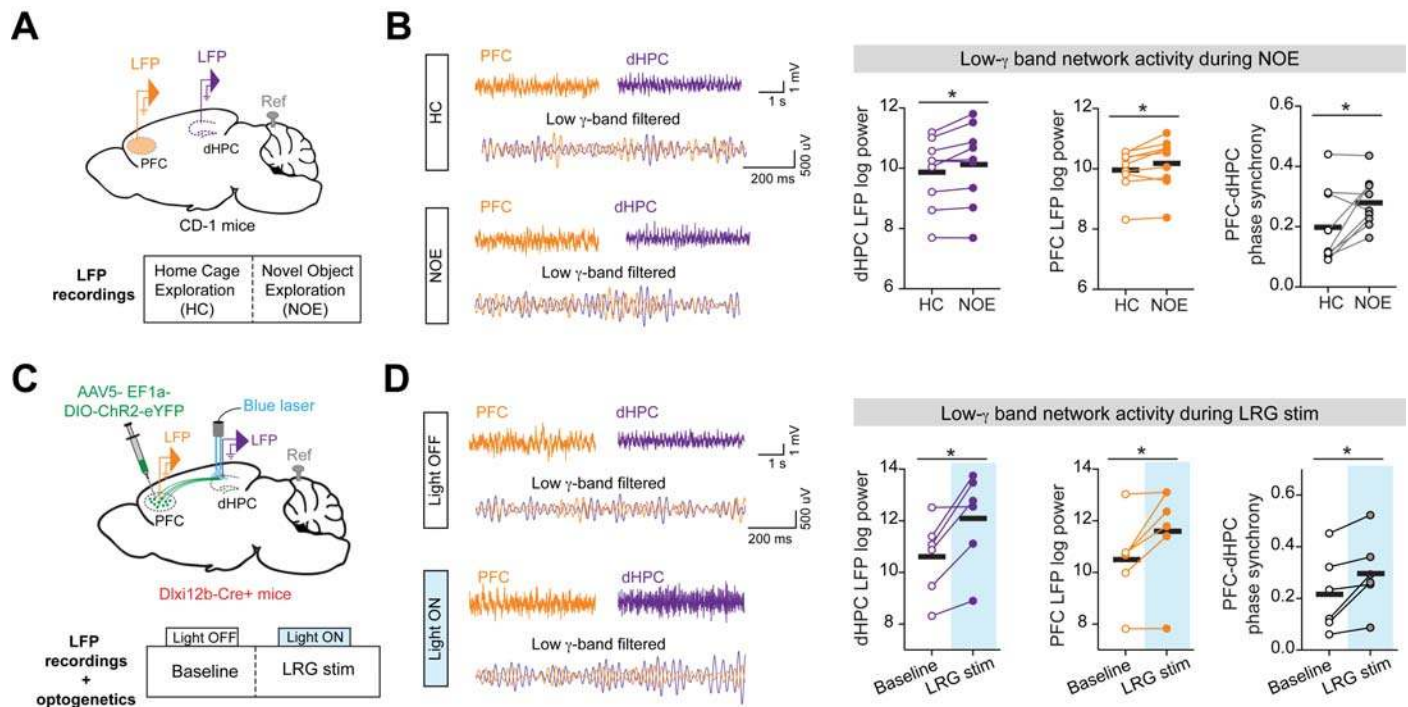 A
LFP
LFP
Ref
PFC
dHPC
CD-1 mice
LFP
recordings
Home Cage
Exploration
(HC)
Novel Object
Exploration
(NOE)
B
HC
PFC
dHPC
1 s
1 mV
Low γ-band filtered
200 ms
500 uV
NOE
PFC
dHPC
Low γ-band filtered
Low-γ band network activity during NOE
dHPC LFP log power
12
10
8
6
*
HC
NOE
PFC LFP log power
12
10
8
6
*
HC
NOE
PFC-dHPC
phase synchrony
0.6
0.4
0.2
0.0
*
HC
NOE
C
AAV5- EF1a-
DIO-ChR2-eYFP
Blue laser
LFP
LFP
Ref
PFC
dHPC
Dlxi12b-Cre+ mice
LFP
recordings
+
optogenetics
Light OFF
Light ON
Baseline
LRG stim
D
Light OFF
PFC
dHPC
1 s
1 mV
Low γ-band filtered
200 ms
500 uV
Light ON
PFC
dHPC
Low γ-band filtered
Low-γ band network activity during LRG stim
dHPC LFP log power
14
12
10
8
*
Baseline
LRG stim
PFC LFP log power
14
12
10
8
*
Baseline
LRG stim
PFC-dHPC
phase synchrony
0.6
0.4
0.2
0.0
*
Baseline
LRG stim